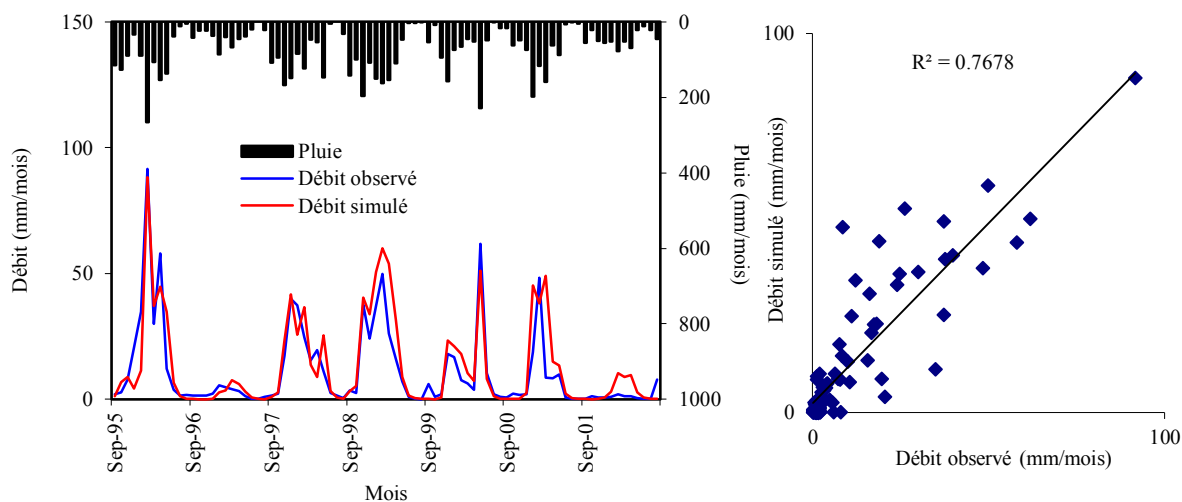 150
100
50
0
Débit (mm/mois)
0
200
400
600
800
1000
Pluie (mm/mois)
Pluie
Débit observé
Débit simulé
Sep-95
Sep-96
Sep-97
Sep-98
Sep-99
Sep-00
Sep-01
Mois
100
0
Débit simulé (mm/mois)
R² = 0.7678
0
100
Débit observé (mm/mois)